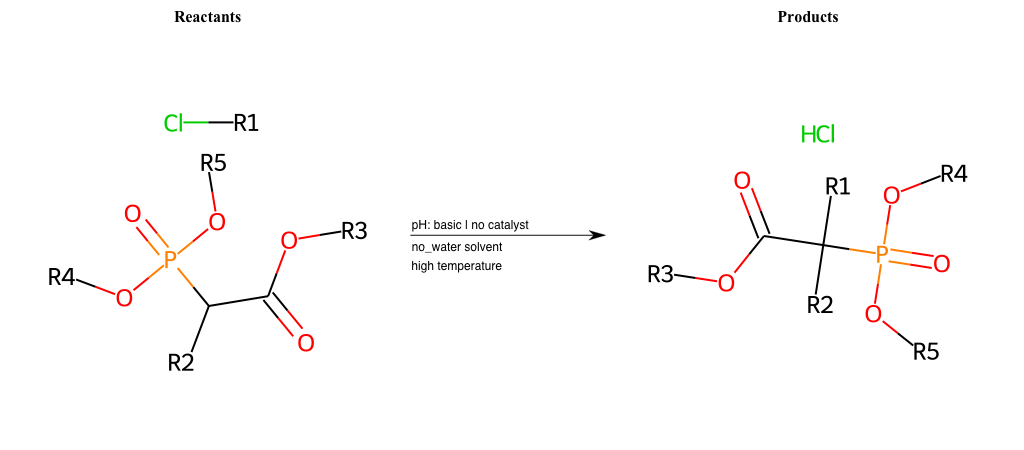 Reactants
Products
Cl R1
R5
O O
P
R4 O
O R3
O
R2
pH: basic | no catalyst
no_water solvent
high temperature
HCl
O R1 O R4
P O
R3 O R2
O
R5